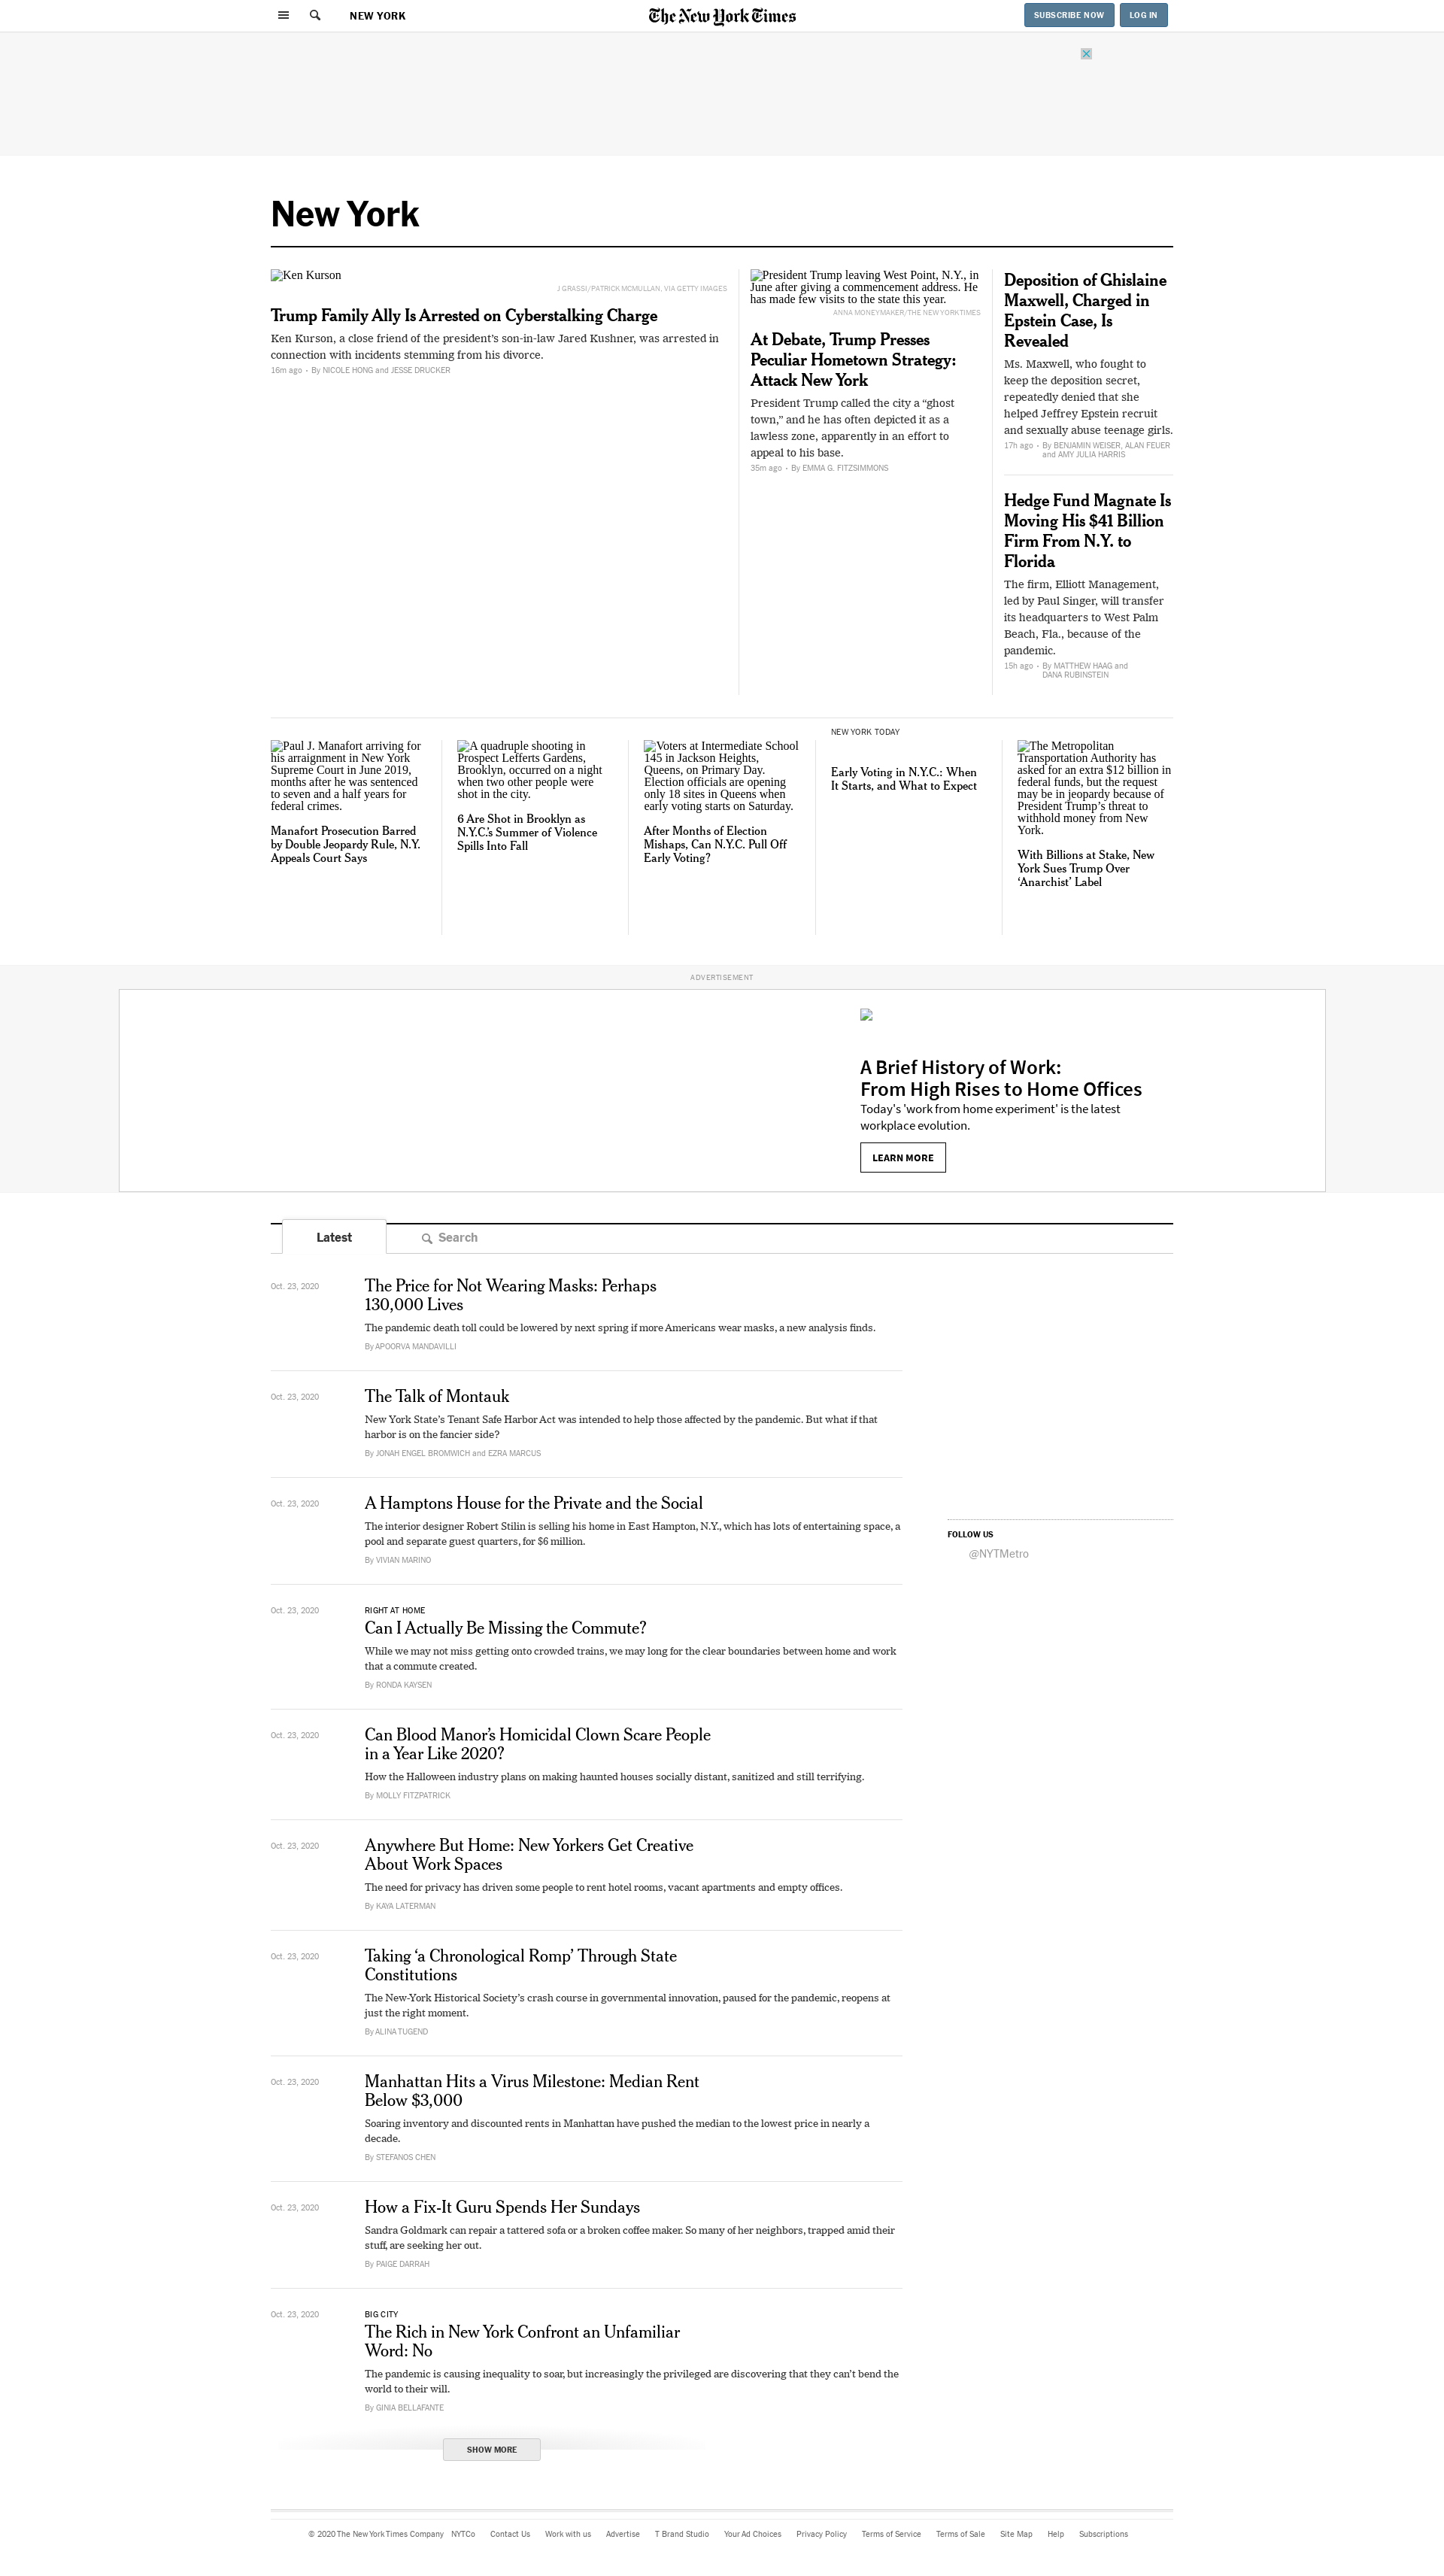 NEW YORK
The New York Times
SUBSCRIBE NOW
LOG IN
New York
Ken Kurson
J GRASSI/PATRICK MCMULLAN, VIA GETTY IMAGES
Trump Family Ally Is Arrested on Cyberstalking Charge
Ken Kurson, a close friend of the president’s son-in-law Jared Kushner, was arrested in
connection with incidents stemming from his divorce.
16m ago • By NICOLE HONG and JESSE DRUCKER
President Trump leaving West Point, N.Y., in
June after giving a commencement address. He
has made few visits to the state this year.
ANNA MONEYMAKER/THE NEW YORK TIMES
At Debate, Trump Presses
Peculiar Hometown Strategy:
Attack New York
President Trump called the city a “ghost
town,” and he has often depicted it as a
lawless zone, apparently in an effort to
appeal to his base.
35m ago • By EMMA G. FITZSIMMONS
Deposition of Ghislaine
Maxwell, Charged in
Epstein Case, Is
Revealed
Ms. Maxwell, who fought to
keep the deposition secret,
repeatedly denied that she
helped Jeffrey Epstein recruit
and sexually abuse teenage girls.
17h ago • By BENJAMIN WEISER, ALAN FEUER
and AMY JULIA HARRIS
Hedge Fund Magnate Is
Moving His $41 Billion
Firm From N.Y. to
Florida
The firm, Elliott Management,
led by Paul Singer, will transfer
its headquarters to West Palm
Beach, Fla., because of the
pandemic.
15h ago • By MATTHEW HAAG and
DANA RUBINSTEIN
Paul J. Manafort arriving for
his arraignment in New York
Supreme Court in June 2019,
months after he was sentenced
to seven and a half years for
federal crimes.
Manafort Prosecution Barred
by Double Jeopardy Rule, N.Y.
Appeals Court Says
A quadruple shooting in
Prospect Lefferts Gardens,
Brooklyn, occurred on a night
when two other people were
shot in the city.
6 Are Shot in Brooklyn as
N.Y.C.’s Summer of Violence
Spills Into Fall
Voters at Intermediate School
145 in Jackson Heights,
Queens, on Primary Day.
Election officials are opening
only 18 sites in Queens when
early voting starts on Saturday.
After Months of Election
Mishaps, Can N.Y.C. Pull Off
Early Voting?
NEW YORK TODAY
Early Voting in N.Y.C.: When
It Starts, and What to Expect
The Metropolitan
Transportation Authority has
asked for an extra $12 billion in
federal funds, but the request
may be in jeopardy because of
President Trump’s threat to
withhold money from New
York.
With Billions at Stake, New
York Sues Trump Over
‘Anarchist’ Label
ADVERTISEMENT
A Brief History of Work:
From High Rises to Home Offices
Today's 'work from home experiment' is the latest
workplace evolution.
LEARN MORE
Latest
Search
Oct. 23, 2020
The Price for Not Wearing Masks: Perhaps
130,000 Lives
The pandemic death toll could be lowered by next spring if more Americans wear masks, a new analysis finds.
By APOORVA MANDAVILLI
Oct. 23, 2020
The Talk of Montauk
New York State’s Tenant Safe Harbor Act was intended to help those affected by the pandemic. But what if that
harbor is on the fancier side?
By JONAH ENGEL BROMWICH and EZRA MARCUS
Oct. 23, 2020
A Hamptons House for the Private and the Social
The interior designer Robert Stilin is selling his home in East Hampton, N.Y., which has lots of entertaining space, a
pool and separate guest quarters, for $6 million.
By VIVIAN MARINO
FOLLOW US
@NYTMetro
Oct. 23, 2020
RIGHT AT HOME
Can I Actually Be Missing the Commute?
While we may not miss getting onto crowded trains, we may long for the clear boundaries between home and work
that a commute created.
By RONDA KAYSEN
Oct. 23, 2020
Can Blood Manor’s Homicidal Clown Scare People
in a Year Like 2020?
How the Halloween industry plans on making haunted houses socially distant, sanitized and still terrifying.
By MOLLY FITZPATRICK
Oct. 23, 2020
Anywhere But Home: New Yorkers Get Creative
About Work Spaces
The need for privacy has driven some people to rent hotel rooms, vacant apartments and empty offices.
By KAYA LATERMAN
Oct. 23, 2020
Taking ‘a Chronological Romp’ Through State
Constitutions
The New-York Historical Society’s crash course in governmental innovation, paused for the pandemic, reopens at
just the right moment.
By ALINA TUGEND
Oct. 23, 2020
Manhattan Hits a Virus Milestone: Median Rent
Below $3,000
Soaring inventory and discounted rents in Manhattan have pushed the median to the lowest price in nearly a
decade.
By STEFANOS CHEN
Oct. 23, 2020
How a Fix-It Guru Spends Her Sundays
Sandra Goldmark can repair a tattered sofa or a broken coffee maker. So many of her neighbors, trapped amid their
stuff, are seeking her out.
By PAIGE DARRAH
Oct. 23, 2020
BIG CITY
The Rich in New York Confront an Unfamiliar
Word: No
The pandemic is causing inequality to soar, but increasingly the privileged are discovering that they can’t bend the
world to their will.
By GINIA BELLAFANTE
SHOW MORE
© 2020 The New York Times Company NYTCo Contact Us Work with us Advertise T Brand Studio Your Ad Choices Privacy Policy Terms of Service Terms of Sale Site Map Help Subscriptions